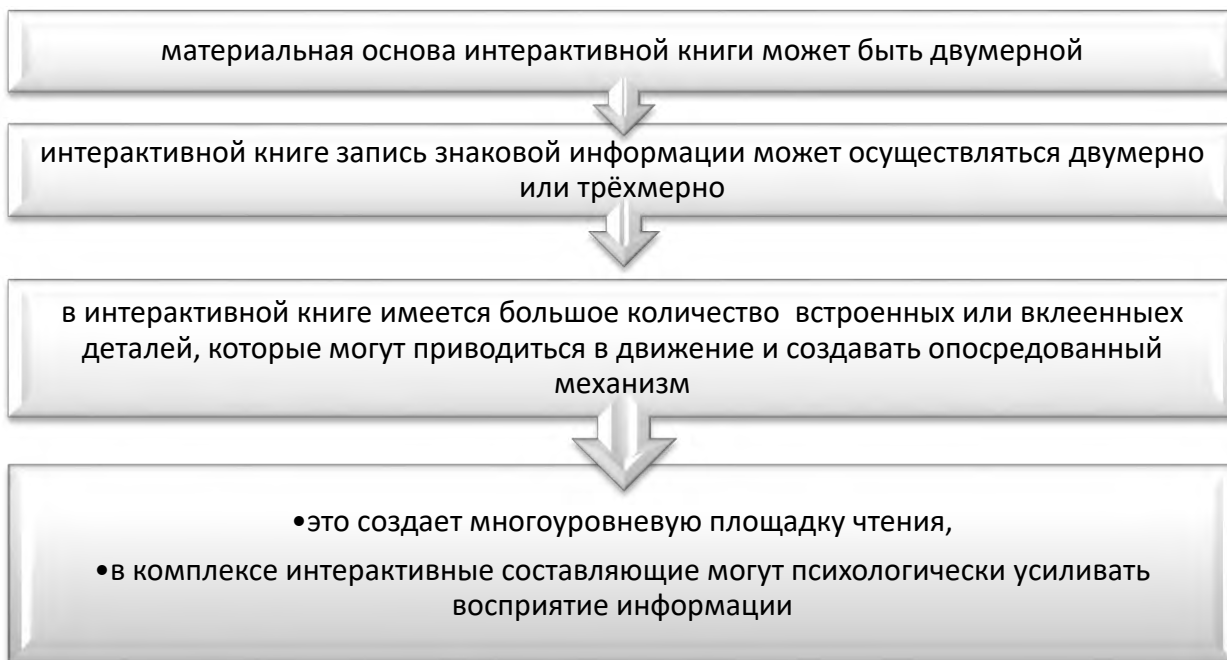 материальная основа интерактивной книги может быть двумерной
интерактивной книге запись знаковой информации может осуществляться двумерно
или трёхмерно
в интерактивной книге имеется большое количество встроенных или вклеенныех
деталей, которые могут приводиться в движение и создавать опосредованный
механизм
•это создает многоуровневую площадку чтения,
•в комплексе интерактивные составляющие могут психологически усиливать
восприятие информации